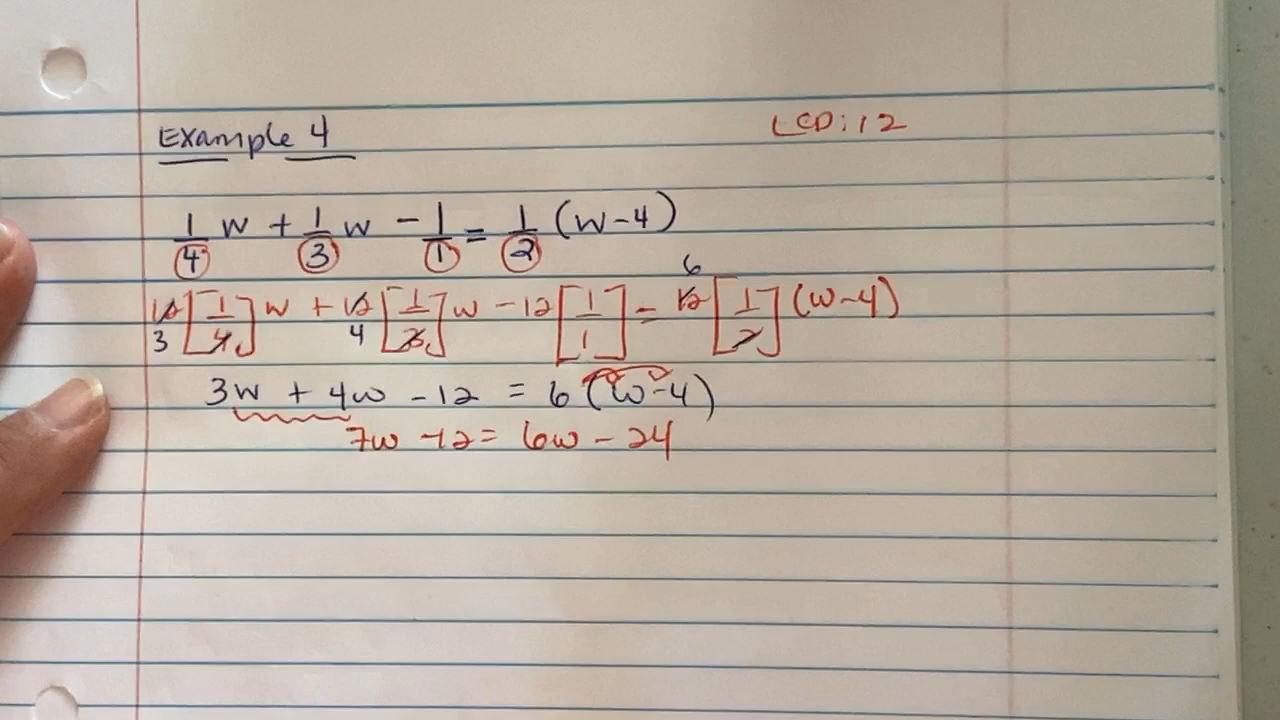 Example 4 LCD: 12
1/4 w + 1/3 w - 1/1 = 1/2 (w-4)
12 3 [1/4] w + 12 4 [1/3] w - 12 [1/1] = 12 6 [1/2] (w-4)
3w + 4w - 12 = 6 (w-4)
7w - 12 = 6w - 24